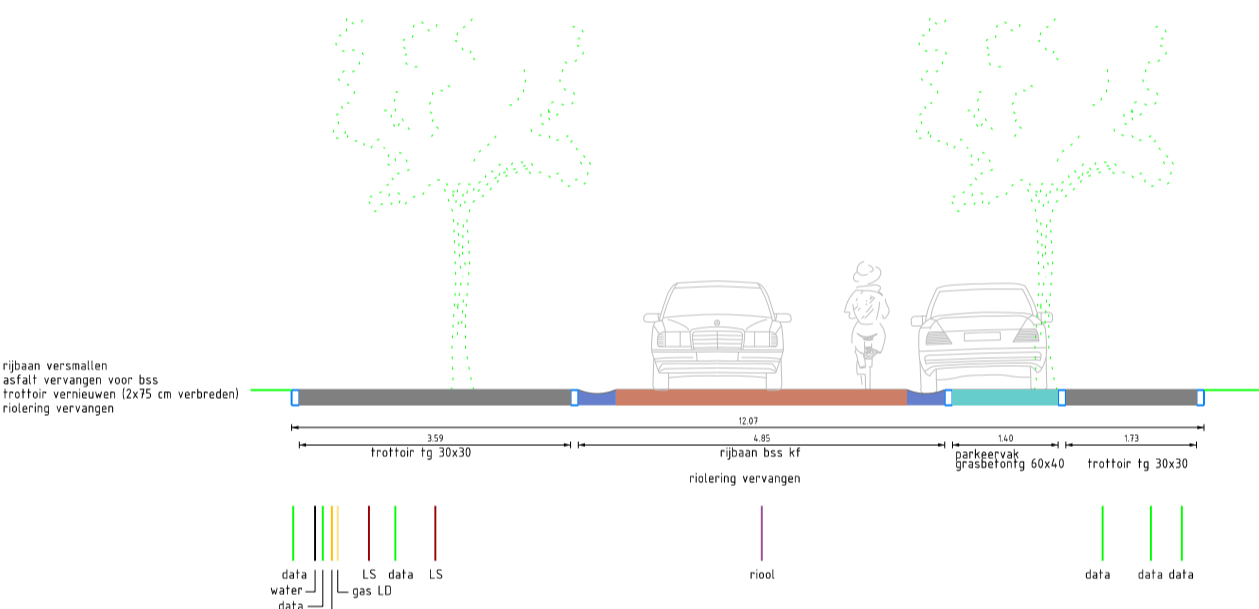 rijbaan versmallen
asfalt vervangen voor bss
trottoir vernieuwen (2x75 cm verbreden)
riolering vervangen
12.07
3.59
4.85
1.40
1.73
trottoir tg 30x30
rijbaan bss kf
parkeervak
grasbetontg 60x40
trottoir tg 30x30
riolering vervangen
data
LS
data
LS
riool
data
data
data
water
gas LD
data